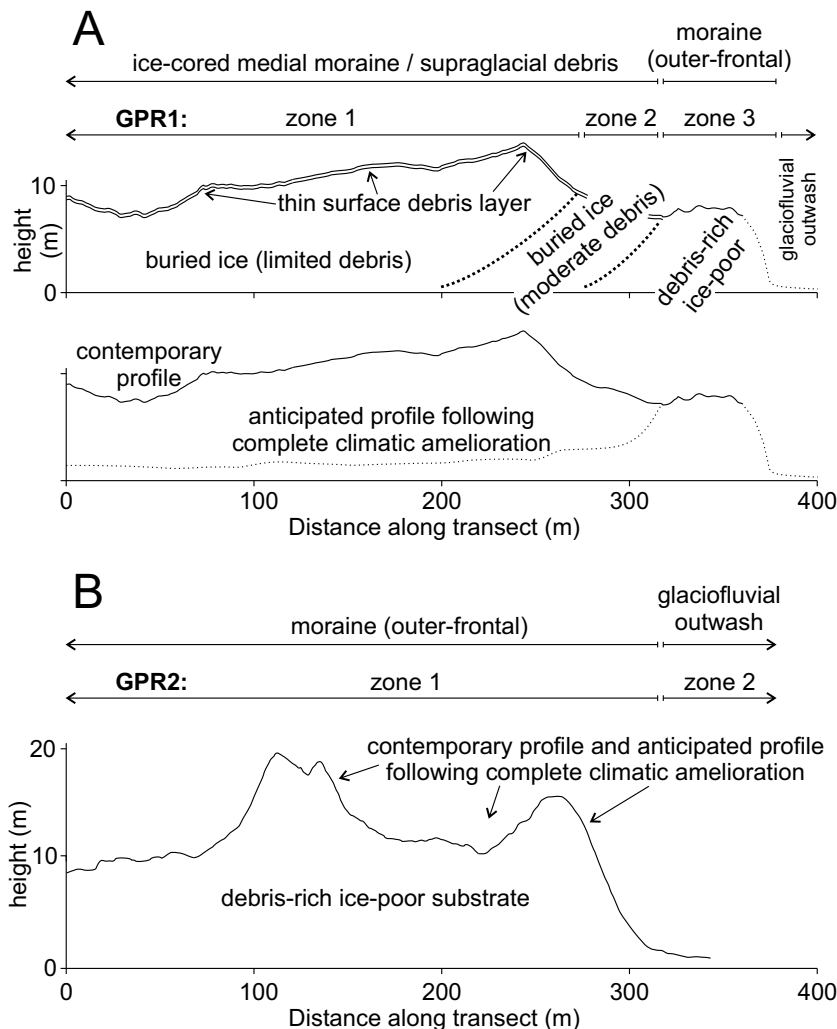 A
ice-cored medial moraine / supraglacial debris
moraine
(outer-frontal)
GPR1:
zone 1
zone 2
zone 3
10
0
height
(m)
thin surface debris layer
buried ice (limited debris)
buried ice
(moderate debris)
debris-rich
ice-poor
glaciofluvial
outwash
contemporary
profile
anticipated profile following
complete climatic amelioration
0
100
200
300
400
Distance along transect (m)
B
moraine (outer-frontal)
glaciofluvial
outwash
GPR2:
zone 1
zone 2
20
10
0
height (m)
contemporary profile and anticipated profile
following complete climatic amelioration
debris-rich ice-poor substrate
0
100
200
300
400
Distance along transect (m)